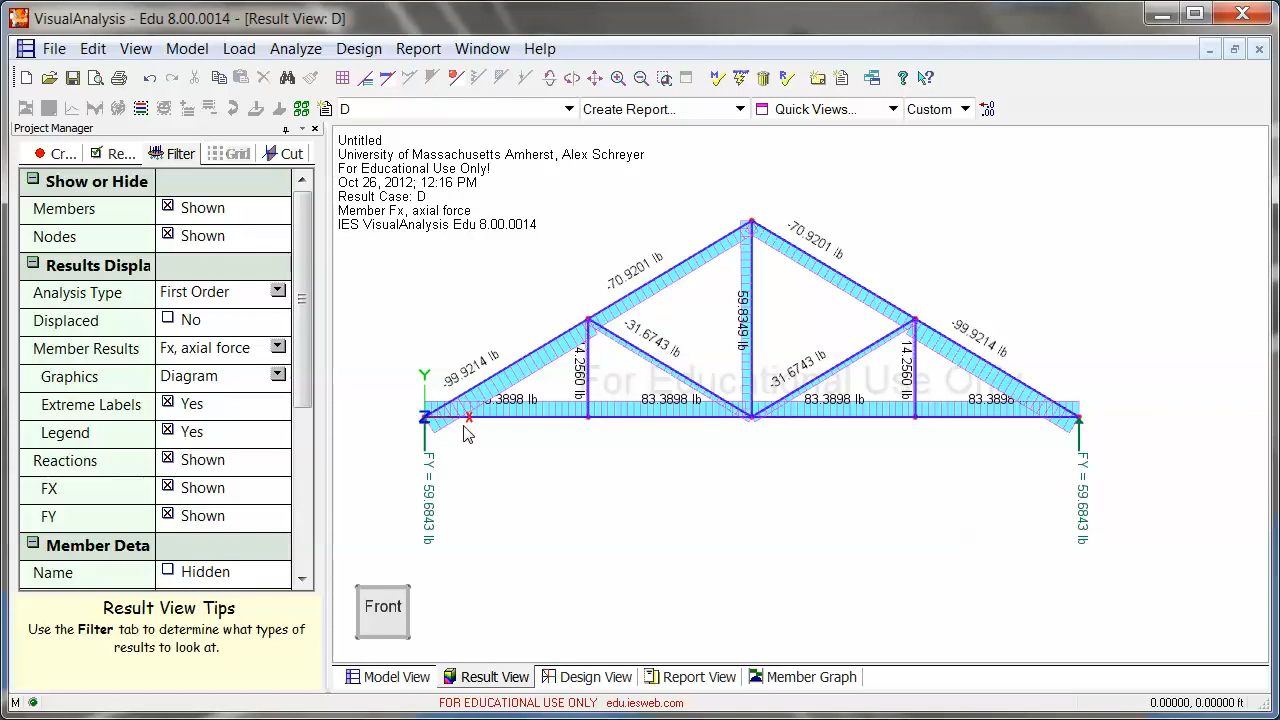 VisualAnalysis - Edu 8.00.0014 - [Result View: D]
File Edit View Model Load Analyze Design Report Window Help
D Create Report... Quick Views... Custom
Project Manager
Cr... Re... Filter Grid Cut
Show or Hide
Members Shown
Nodes Shown
Results Displa
Analysis Type First Order
Displaced No
Member Results Fx, axial force
Graphics Diagram
Extreme Labels Yes
Legend Yes
Reactions Shown
FX Shown
FY Shown
Member Deta
Name Hidden
Result View Tips
Use the Filter tab to determine what types of
results to look at.
Untitled
University of Massachusetts Amherst, Alex Schreyer
For Educational Use Only!
Oct 26, 2012; 12:16 PM
Result Case: D
Member Fx, axial force
IES VisualAnalysis Edu 8.00.0014
-70.9201 lb
-70.9201 lb
-99.9214 lb
-31.6743 lb
59.8349 lb
-31.6743 lb
-99.9214 lb
4.2560 lb
14.2560 lb
For Educational Use Only
3.3898 lb
83.3898 lb
83.3898 lb
83.3898
Y
Z
X
FY = 59.6843 lb
FY = 59.6843 lb
Front
Model View Result View Design View Report View Member Graph
M FOR EDUCATIONAL USE ONLY edu.iesweb.com 0.00000, 0.00000 ft